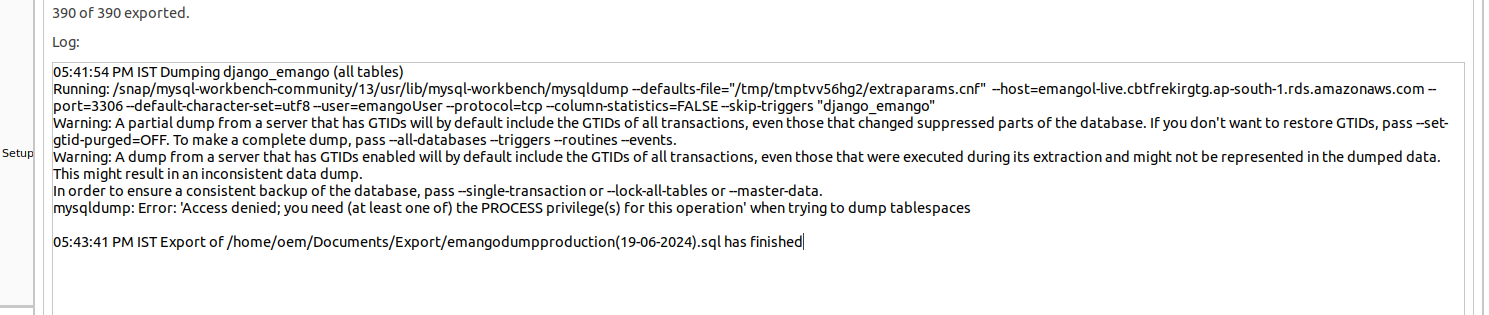 390 of 390 exported.
Log:
05:41:54 PM IST Dumping django_emango (all tables)
Running: /snap/mysql-workbench-community/13/usr/lib/mysql-workbench/mysqldump --defaults-file="/tmp/tmptvv56hg2/extraparams.cnf"  --host=emangol-live.cbtfrekirgtg.ap-south-1.rds.amazonaws.com --
port=3306 --default-character-set=utf8 --user=emangoUser --protocol=tcp --column-statistics=FALSE --skip-triggers "django_emango"
Warning: A partial dump from a server that has GTIDs will by default include the GTIDs of all transactions, even those that changed suppressed parts of the database. If you don't want to restore GTIDs, pass --set-
gtid-purged=OFF. To make a complete dump, pass --all-databases --triggers --routines --events.
Setup
Warning: A dump from a server that has GTIDs enabled will by default include the GTIDs of all transactions, even those that were executed during its extraction and might not be represented in the dumped data.
This might result in an inconsistent data dump.
In order to ensure a consistent backup of the database, pass --single-transaction or --lock-all-tables or --master-data.
mysqldump: Error: 'Access denied; you need (at least one of) the PROCESS privilege(s) for this operation' when trying to dump tablespaces
05:43:41 PM IST Export of /home/oem/Documents/Export/emangodumpproduction(19-06-2024).sql has finished